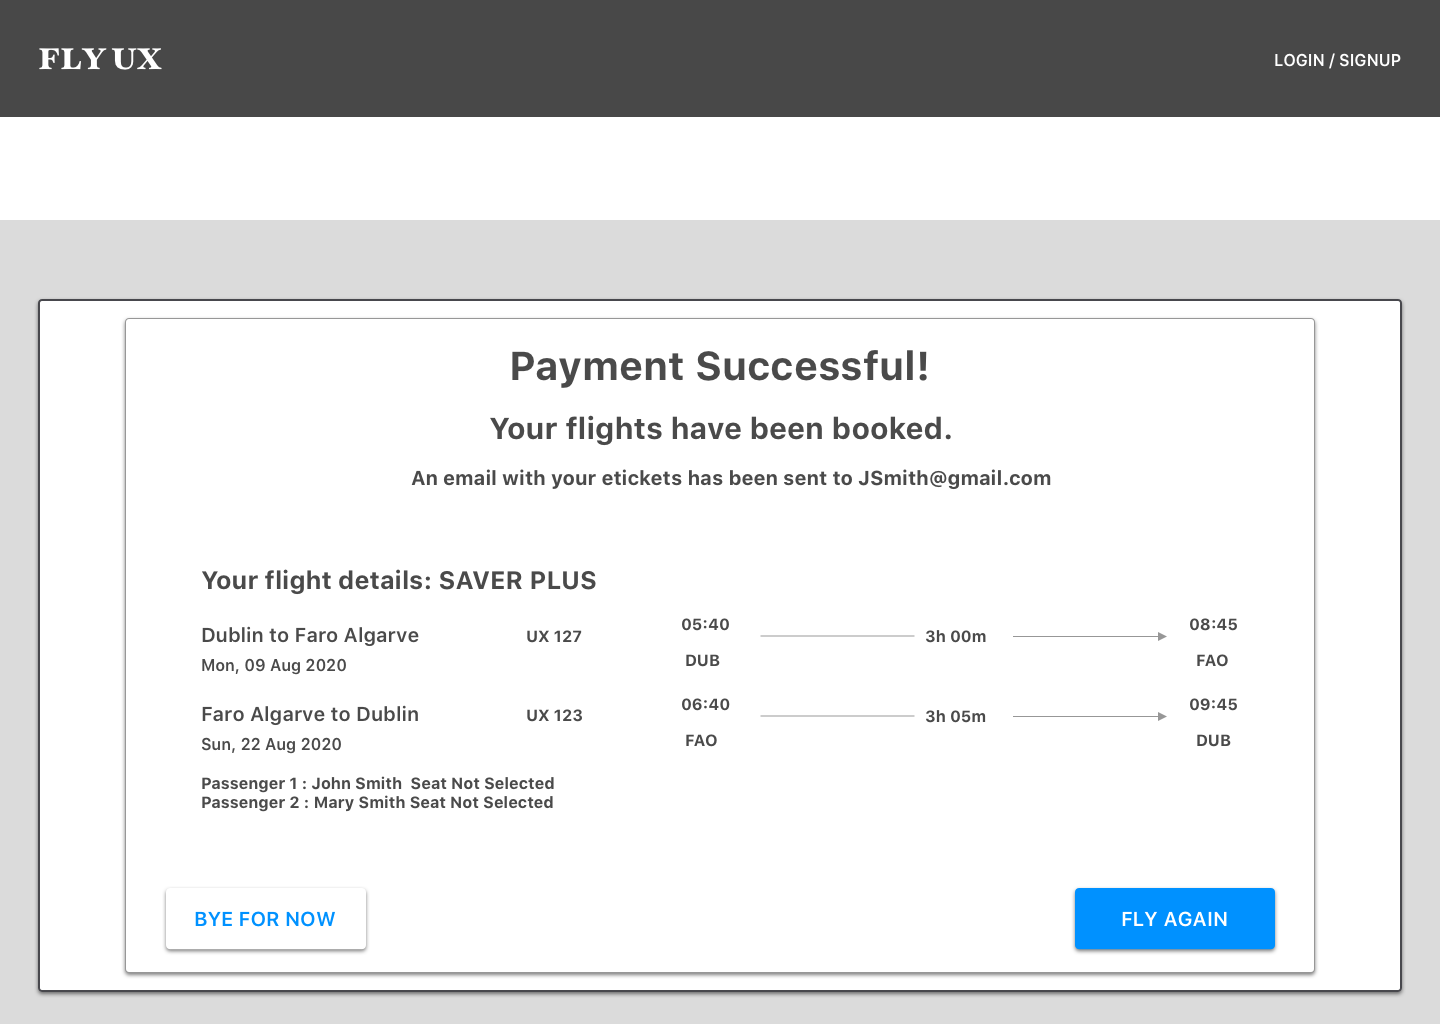 FLY UX
LOGIN / SIGNUP
Payment Successful!
Your flights have been booked.
An email with your etickets has been sent to JSmith@gmail.com
Your flight details: SAVER PLUS
Dublin to Faro Algarve
Mon, 09 Aug 2020
UX 127
05:40
DUB
3h 00m
08:45
FAO
Faro Algarve to Dublin
Sun, 22 Aug 2020
UX 123
06:40
FAO
3h 05m
09:45
DUB
Passenger 1 : John Smith  Seat Not Selected
Passenger 2 : Mary Smith Seat Not Selected
BYE FOR NOW
FLY AGAIN